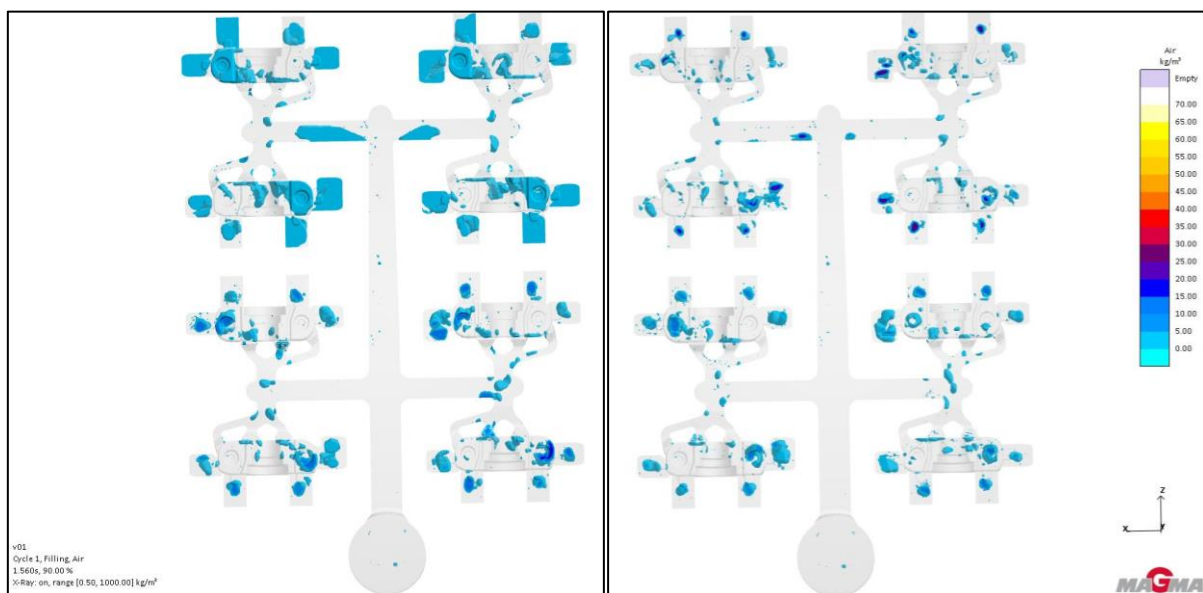 v01
Cycle 1, Filling, Air
1.560s, 90.00 %
X-Ray: on, range [0.50, 1000.00] kg/m³
Air
kg/m³
Empty
70.00
65.00
60.00
55.00
50.00
45.00
40.00
35.00
30.00
25.00
20.00
15.00
10.00
5.00
0.00
Z
X
Y
MAGMA